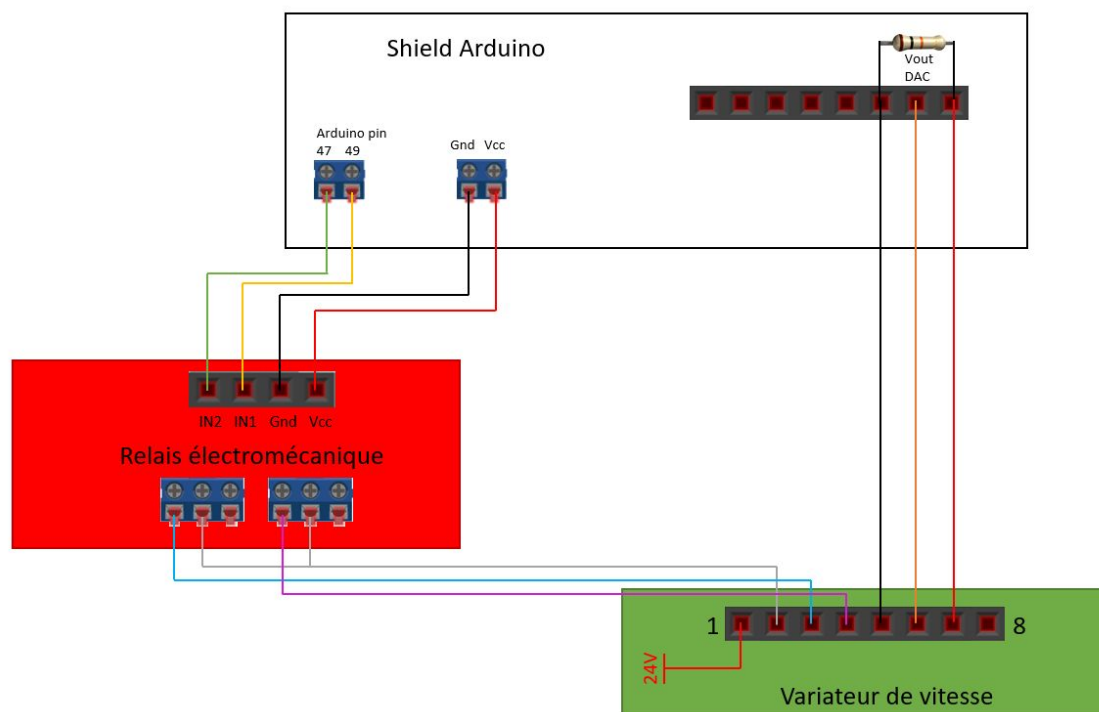 Shield Arduino
Vout
DAC
Arduino pin
47 49
Gnd Vcc
IN2 IN1 Gnd Vcc
Relais électromécanique
1 8
24V
Variateur de vitesse